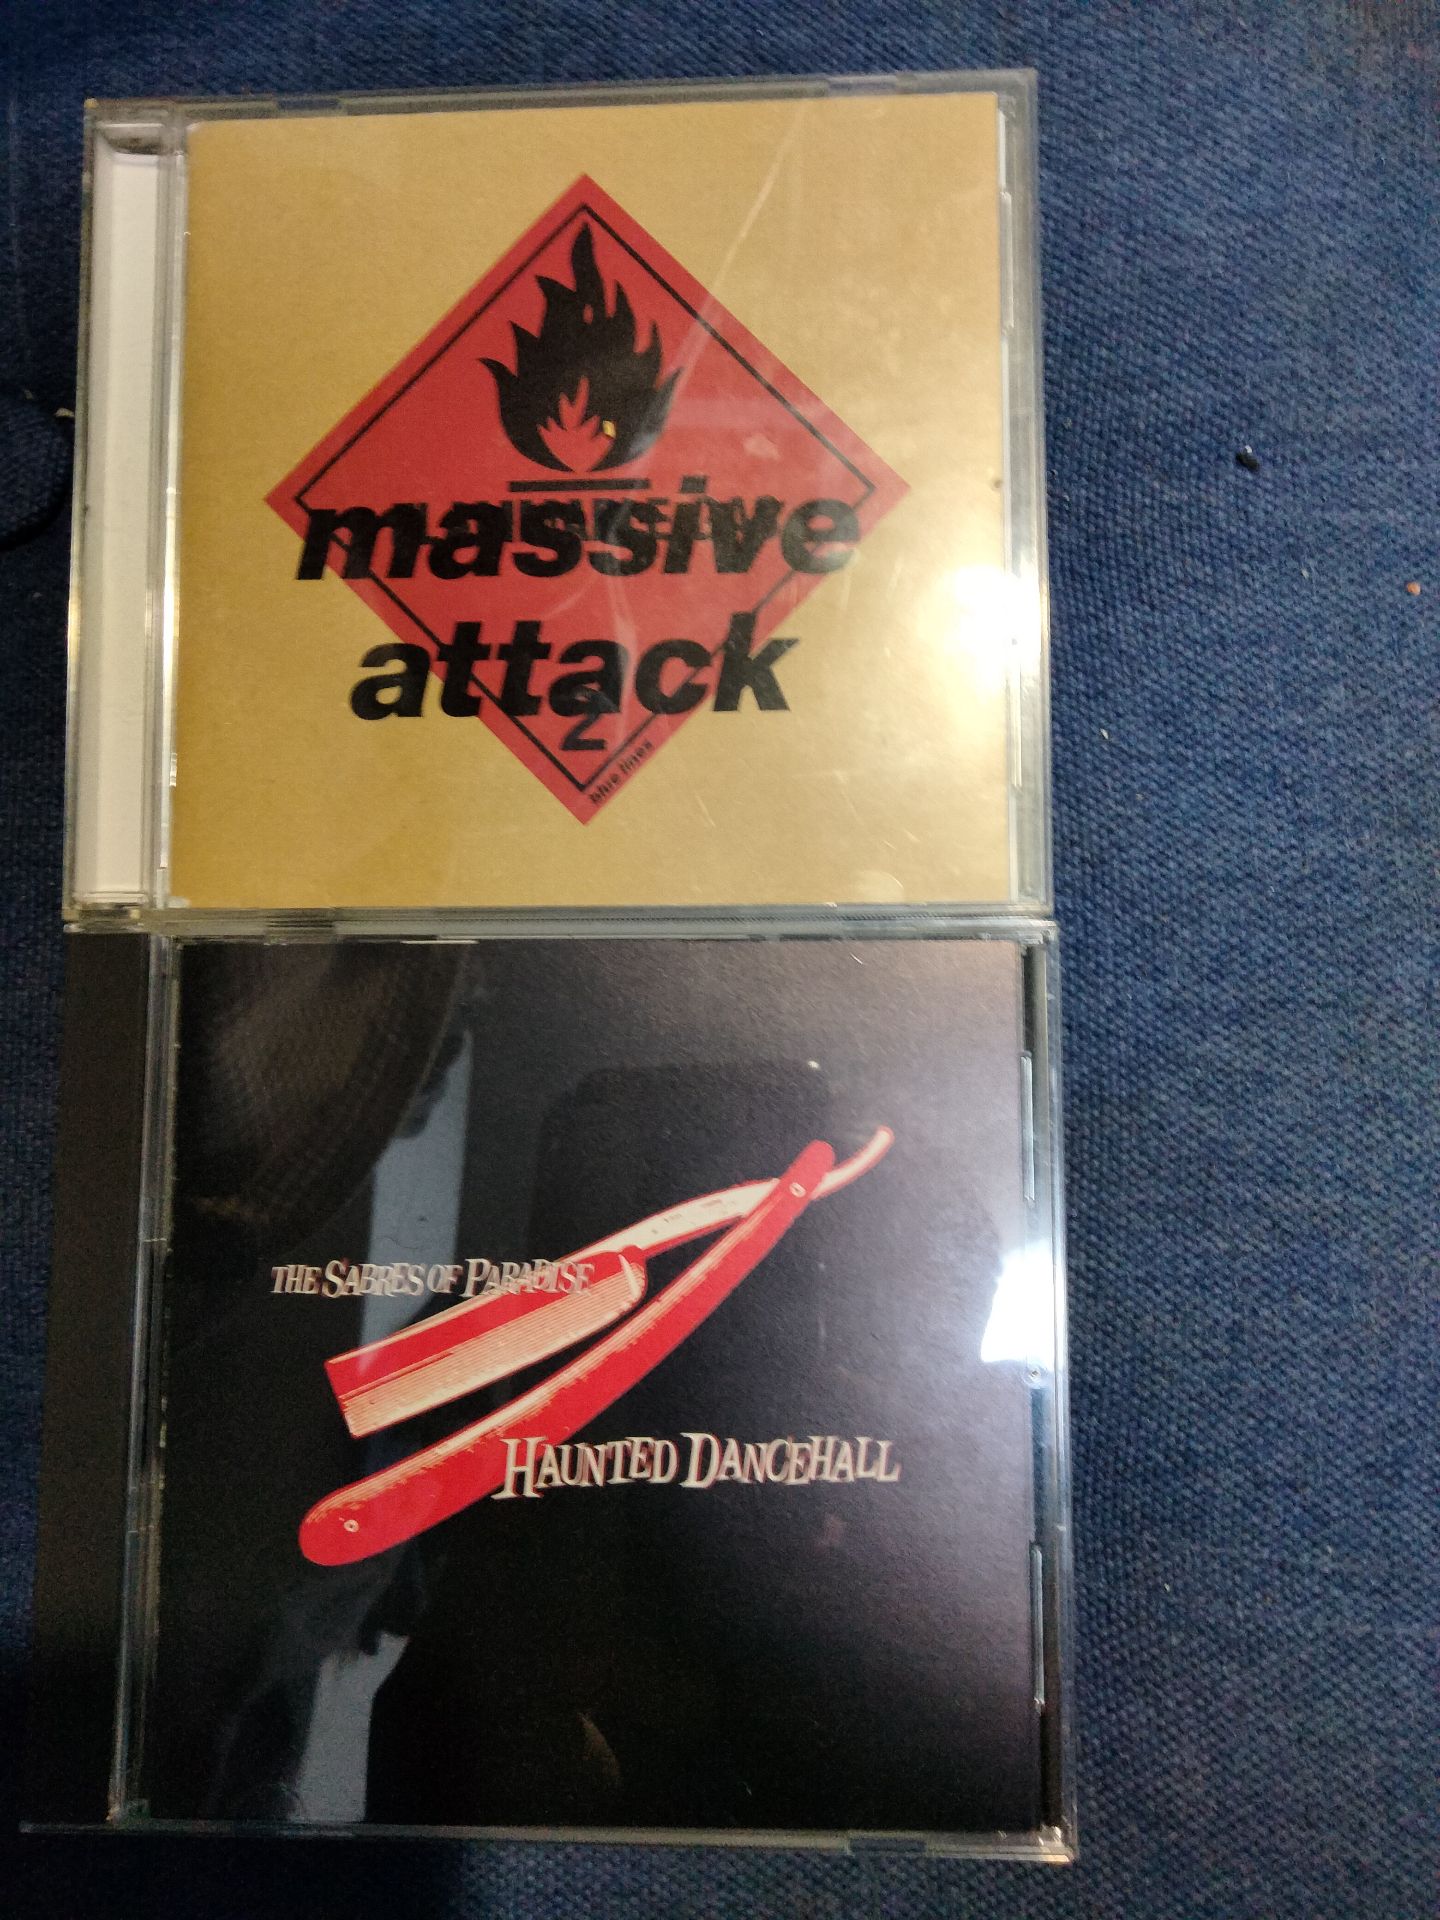 massive
attack
2
blue lines
THE SABRES OF PARADISE
HAUNTED DANCEHALL